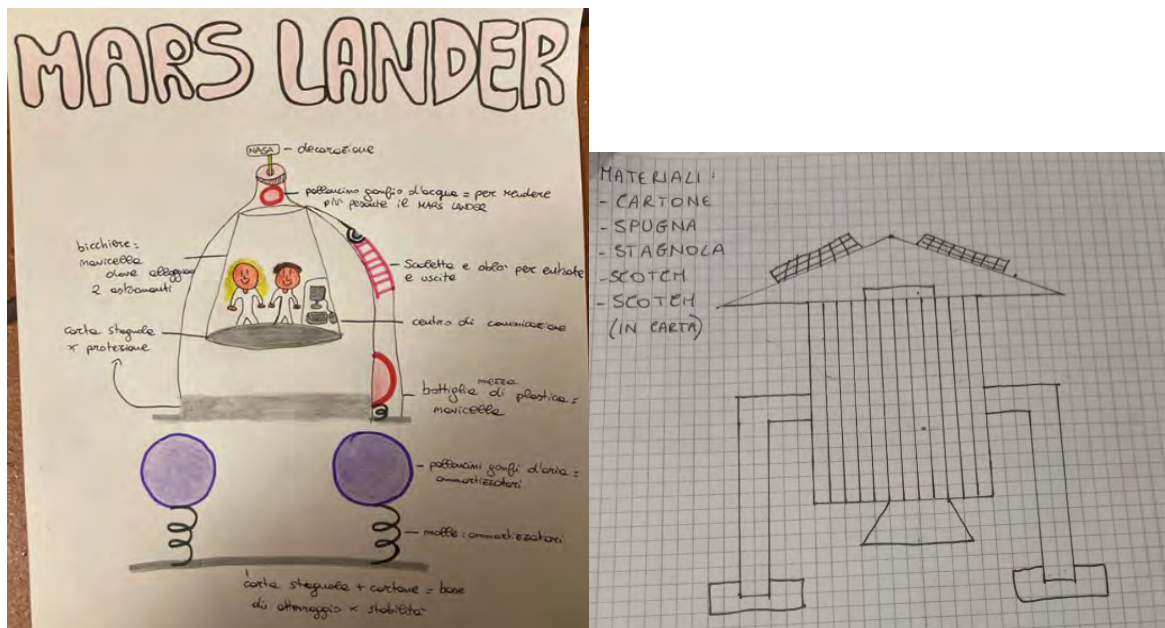 MARS LANDER
NASA – decorazione
palloncino gonfio d'acqua = per rendere
più pesante il MARS LANDER
bicchiere =
navicella
dove alloggiano
2 astronauti
Scaletta e oblò per entrate
e uscite
carta stagnola
x protezione
centro di comunicazione
mezza
bottiglia di plastica =
navicella
palloncini gonfi d'aria =
ammortizzatori
molle = ammortizzatori
carta stagnola + cartone = base
di atterraggio x stabilità
MATERIALI:
- CARTONE
- SPUGNA
- STAGNOLA
- SCOTCH
- SCOTCH
(IN CARTA)